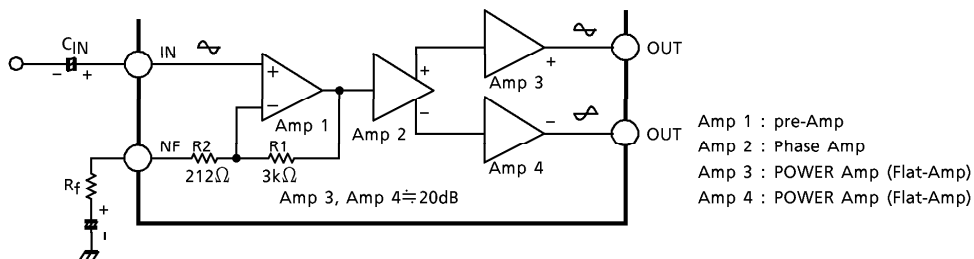 C_IN
IN
OUT
+
−
Amp 1
Amp 2
+
−
Amp 3
+
Amp 4
−
OUT
− +
NF
R2
212Ω
R1
3kΩ
R_f
+
Amp 3, Amp 4≒20dB
Amp 1 : pre-Amp
Amp 2 : Phase Amp
Amp 3 : POWER Amp (Flat-Amp)
Amp 4 : POWER Amp (Flat-Amp)